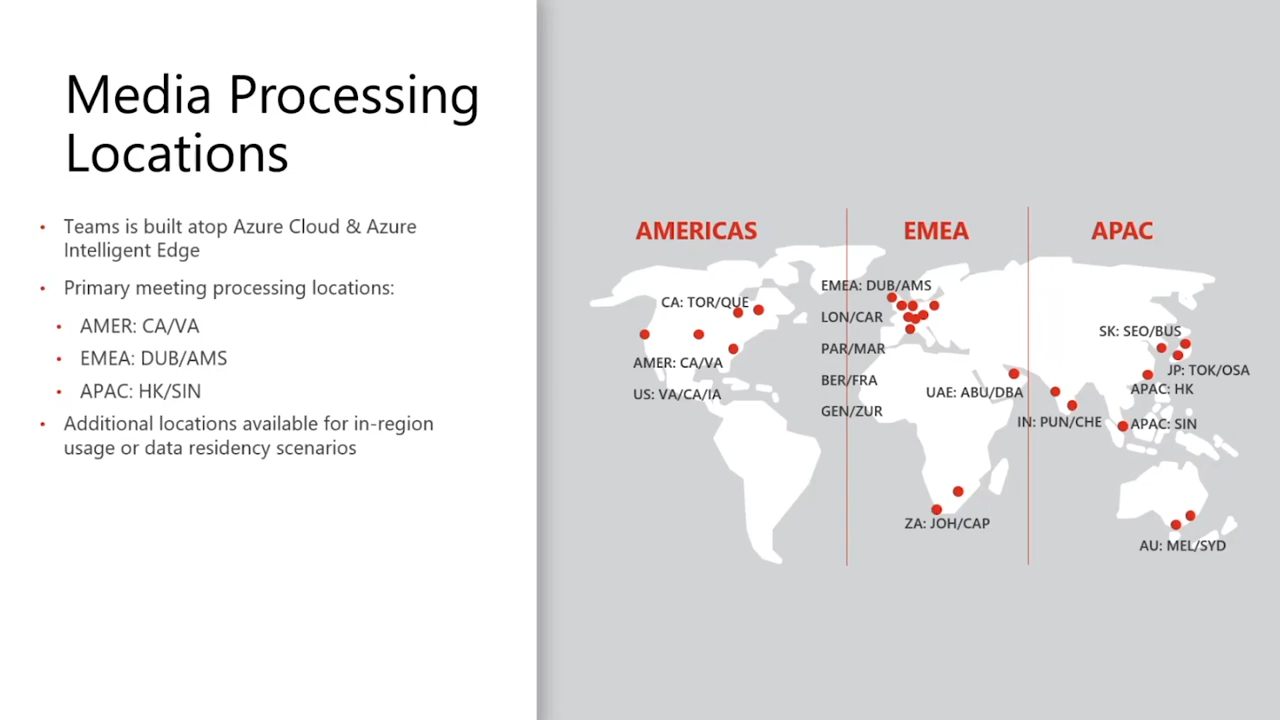 Media Processing
Locations
• Teams is built atop Azure Cloud & Azure
Intelligent Edge
• Primary meeting processing locations:
• AMER: CA/VA
• EMEA: DUB/AMS
• APAC: HK/SIN
• Additional locations available for in-region
usage or data residency scenarios
AMERICAS
EMEA
APAC
CA: TOR/QUE
AMER: CA/VA
US: VA/CA/IA
EMEA: DUB/AMS
LON/CAR
PAR/MAR
BER/FRA
GEN/ZUR
UAE: ABU/DBA
ZA: JOH/CAP
SK: SEO/BUS
JP: TOK/OSA
APAC: HK
IN: PUN/CHE
APAC: SIN
AU: MEL/SYD